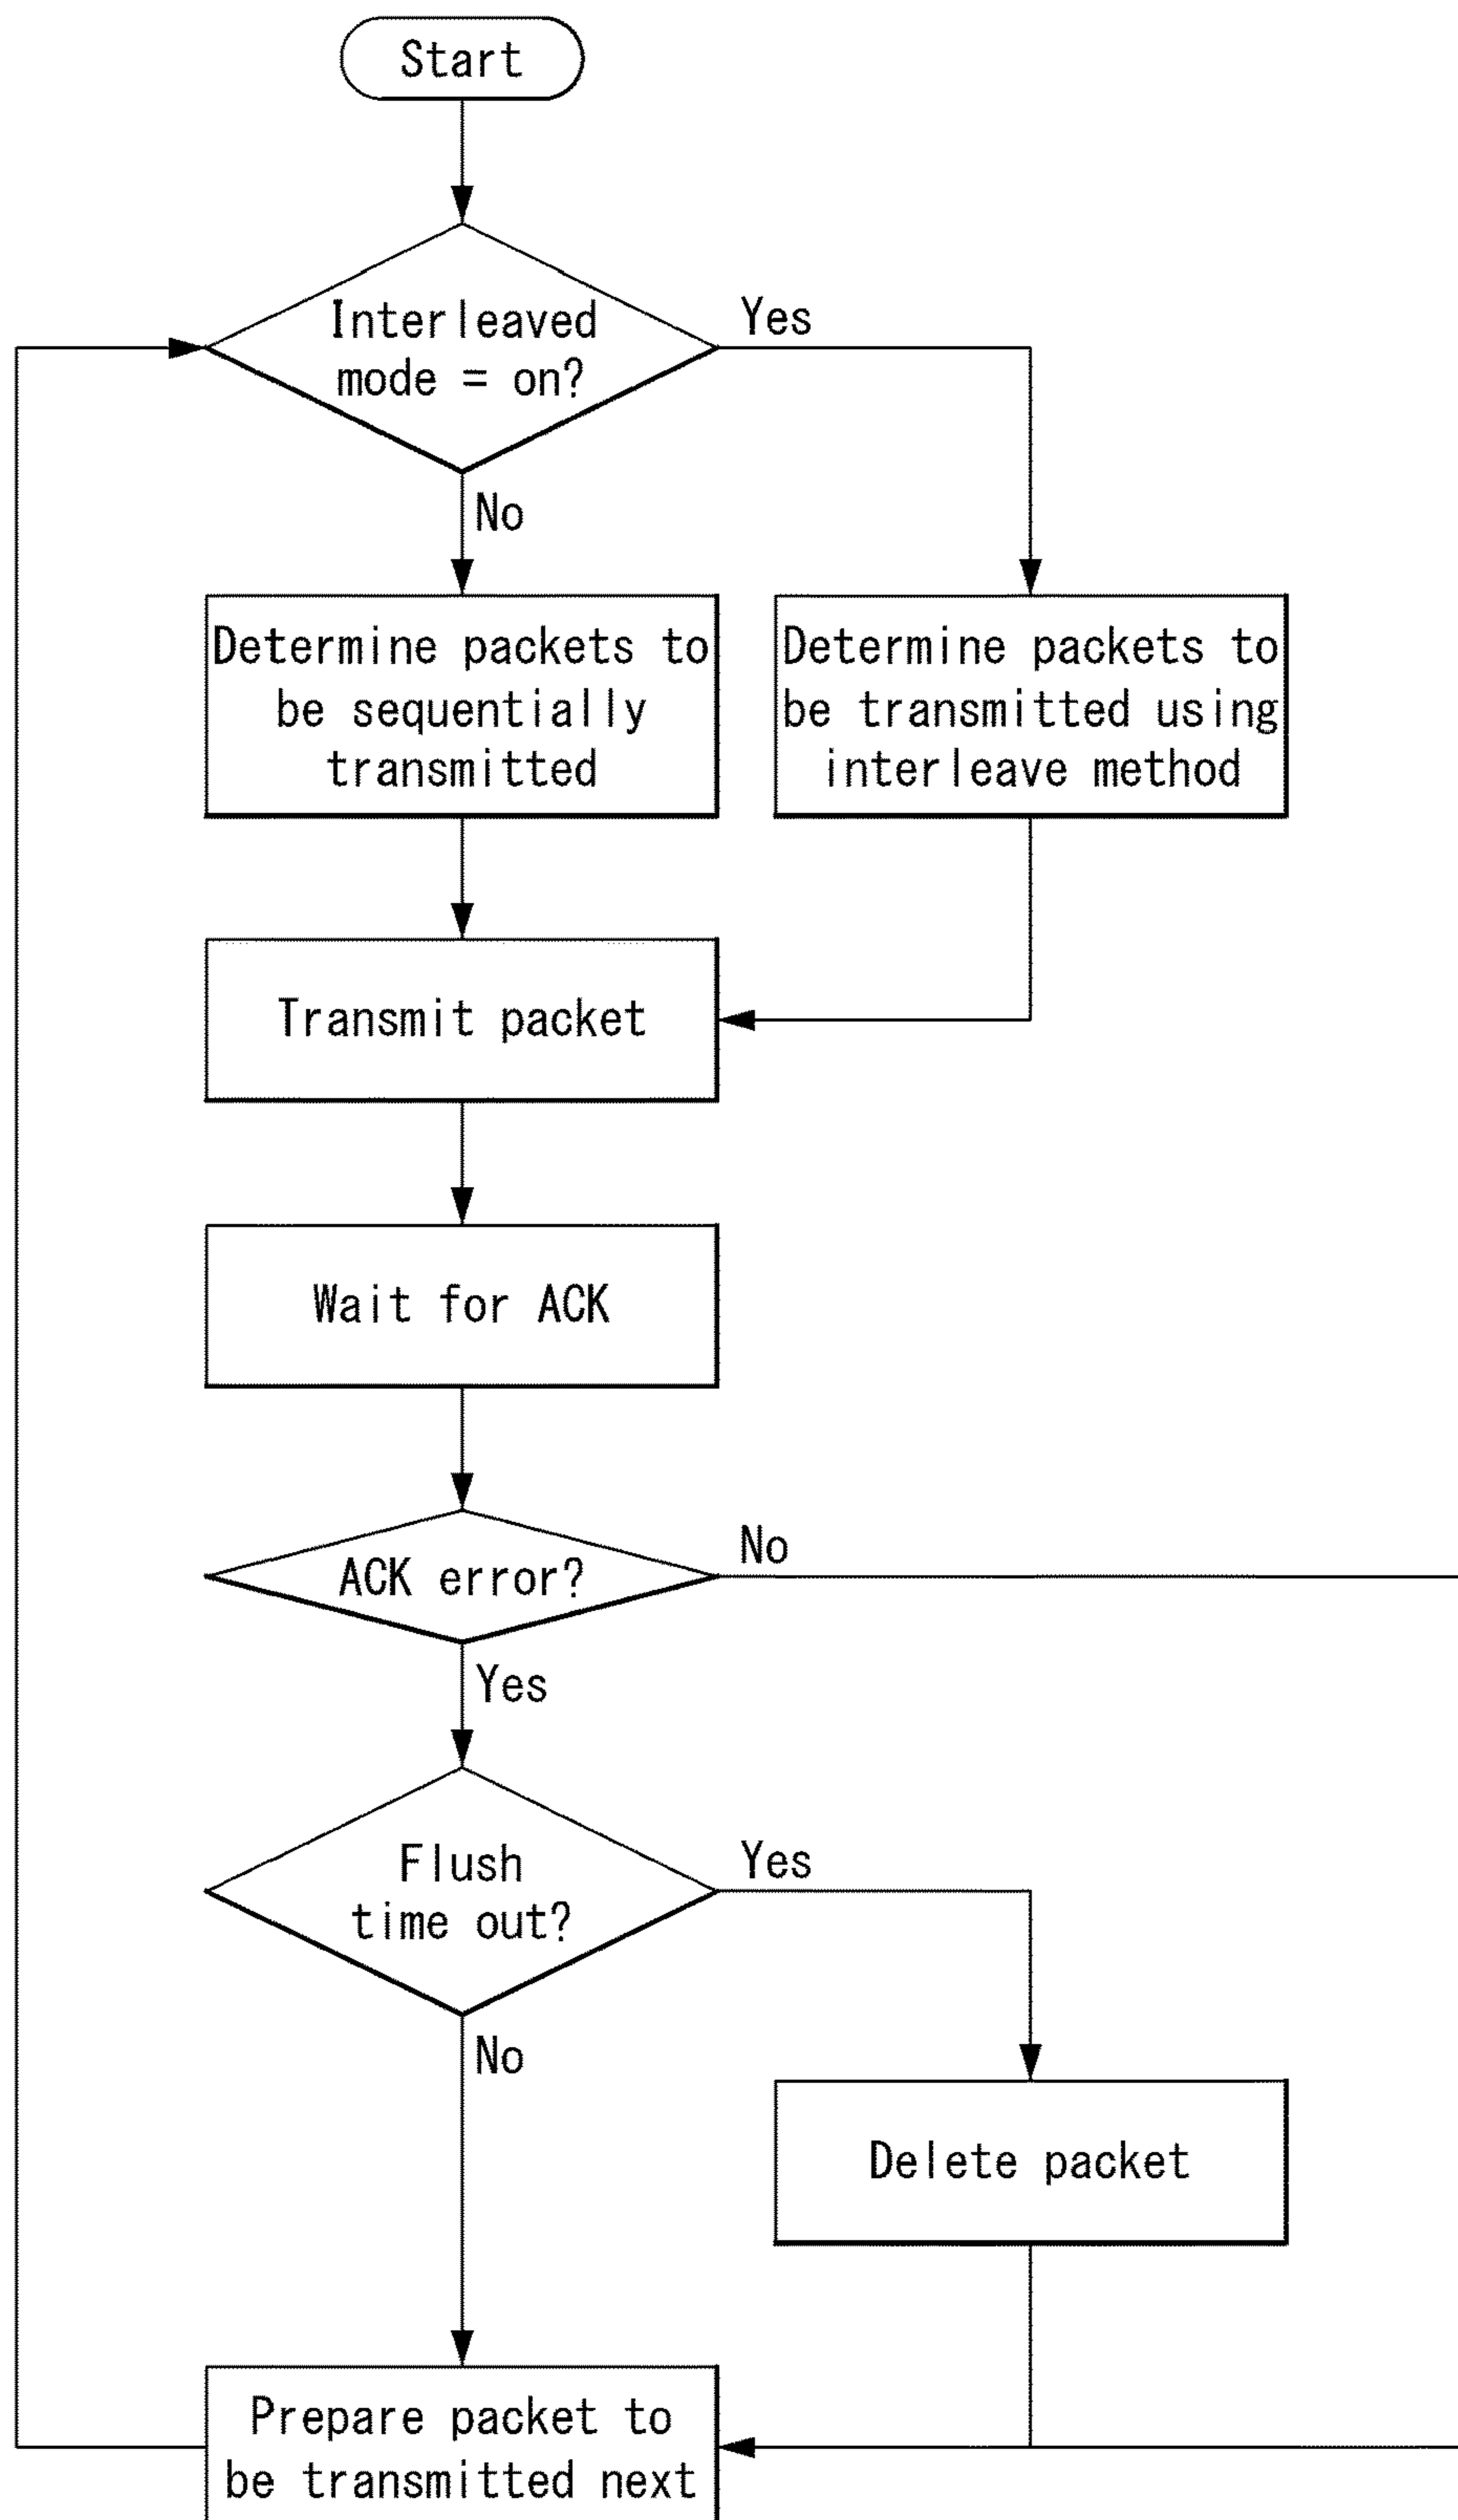 Start
Interleaved
mode = on?
Yes
No
Determine packets to
be sequentially
transmitted
Determine packets to
be transmitted using
interleave method
Transmit packet
Wait for ACK
ACK error?
No
Yes
Flush
time out?
Yes
No
Delete packet
Prepare packet to
be transmitted next